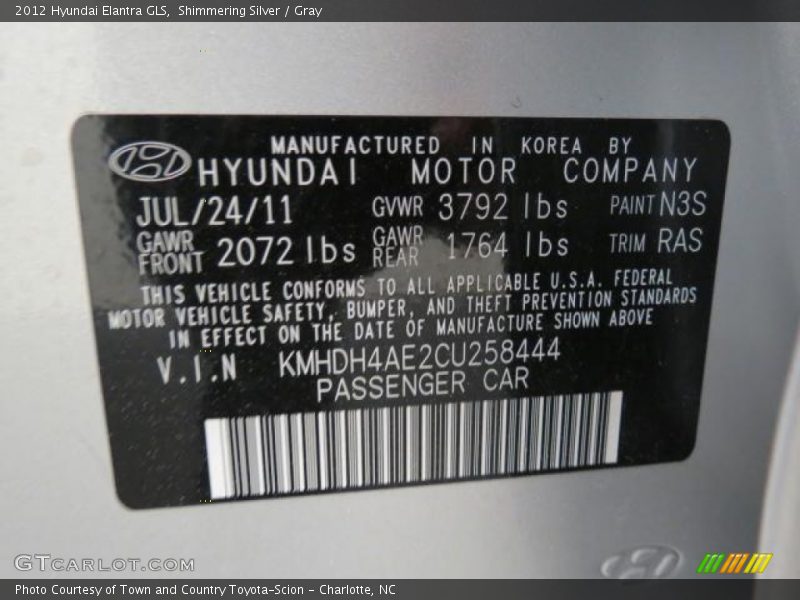 2012 Hyundai Elantra GLS, Shimmering Silver / Gray
MANUFACTURED IN KOREA BY
HYUNDAI MOTOR COMPANY
JUL/24/11 GVWR 3792 lbs PAINT N3S
GAWR FRONT 2072 lbs GAWR REAR 1764 lbs TRIM RAS
THIS VEHICLE CONFORMS TO ALL APPLICABLE U.S.A. FEDERAL
MOTOR VEHICLE SAFETY, BUMPER, AND THEFT PREVENTION STANDARDS
IN EFFECT ON THE DATE OF MANUFACTURE SHOWN ABOVE
V.I.N KMHDH4AE2CU258444
PASSENGER CAR
GTCARLOT.COM
Photo Courtesy of Town and Country Toyota-Scion - Charlotte, NC